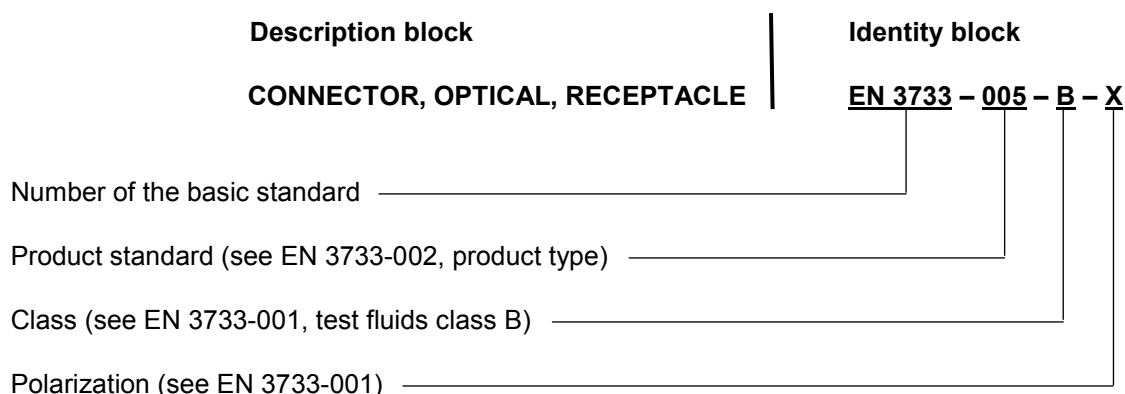 Description block Identity block
CONNECTOR, OPTICAL, RECEPTACLE EN 3733 – 005 – B – X
Number of the basic standard
Product standard (see EN 3733-002, product type)
Class (see EN 3733-001, test fluids class B)
Polarization (see EN 3733-001)